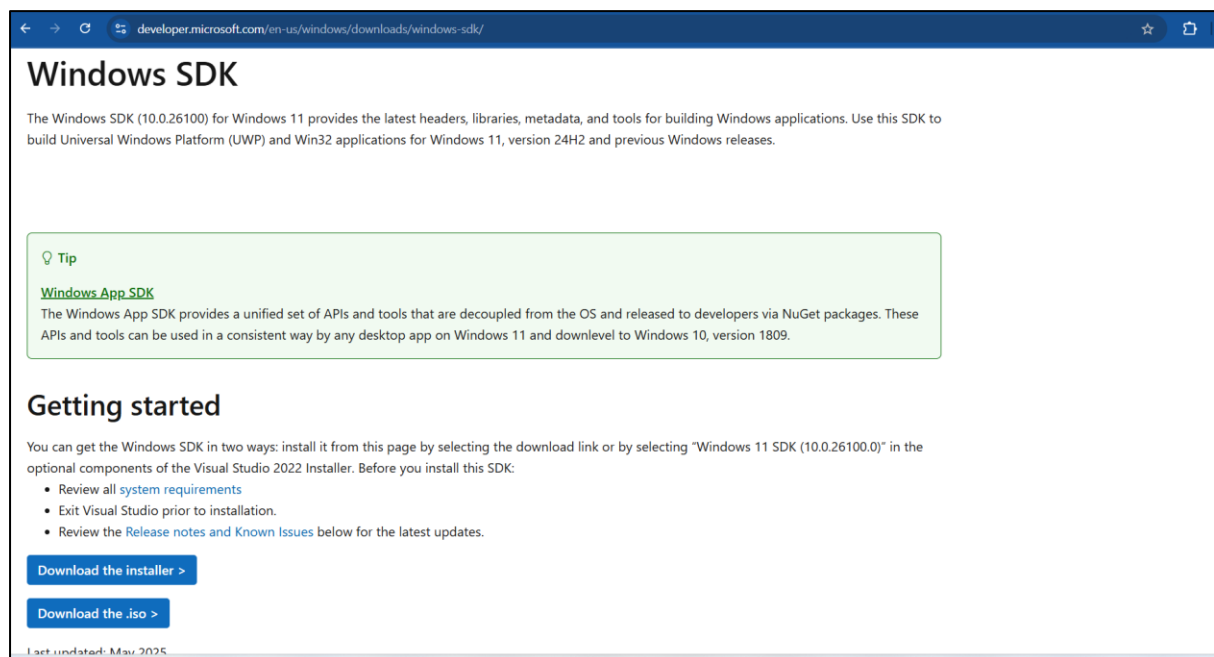 developer.microsoft.com/en-us/windows/downloads/windows-sdk/
Windows SDK
The Windows SDK (10.0.26100) for Windows 11 provides the latest headers, libraries, metadata, and tools for building Windows applications. Use this SDK to
build Universal Windows Platform (UWP) and Win32 applications for Windows 11, version 24H2 and previous Windows releases.
Tip
Windows App SDK
The Windows App SDK provides a unified set of APIs and tools that are decoupled from the OS and released to developers via NuGet packages. These
APIs and tools can be used in a consistent way by any desktop app on Windows 11 and downlevel to Windows 10, version 1809.
Getting started
You can get the Windows SDK in two ways: install it from this page by selecting the download link or by selecting “Windows 11 SDK (10.0.26100.0)” in the
optional components of the Visual Studio 2022 Installer. Before you install this SDK:
• Review all system requirements
• Exit Visual Studio prior to installation.
• Review the Release notes and Known Issues below for the latest updates.
Download the installer >
Download the .iso >
Last updated: May 2025